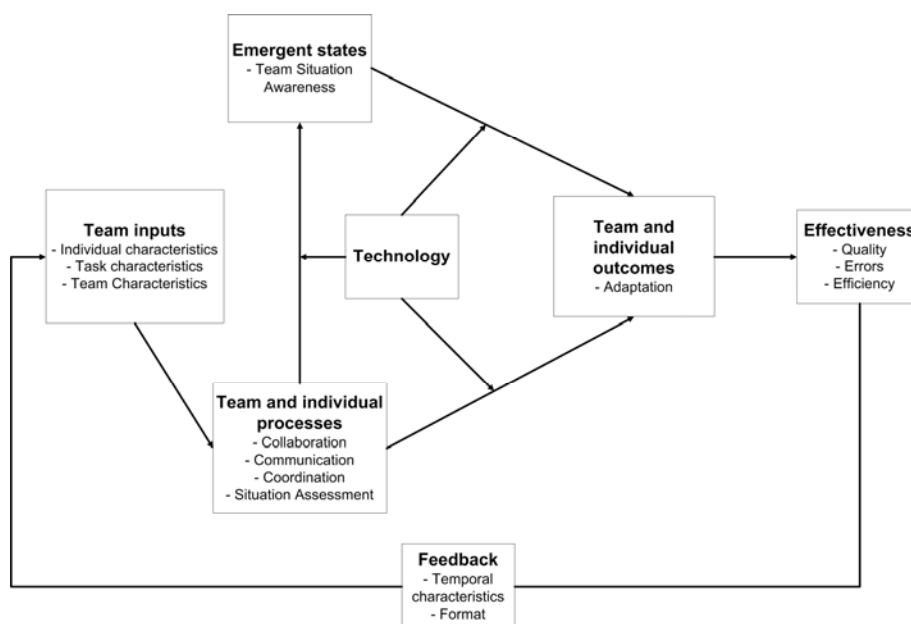 Emergent states
- Team Situation
Awareness
Team inputs
- Individual characteristics
- Task characteristics
- Team Characteristics
Technology
Team and
individual
outcomes
- Adaptation
Effectiveness
- Quality
- Errors
- Efficiency
Team and individual
processes
- Collaboration
- Communication
- Coordination
- Situation Assessment
Feedback
- Temporal
characteristics
- Format